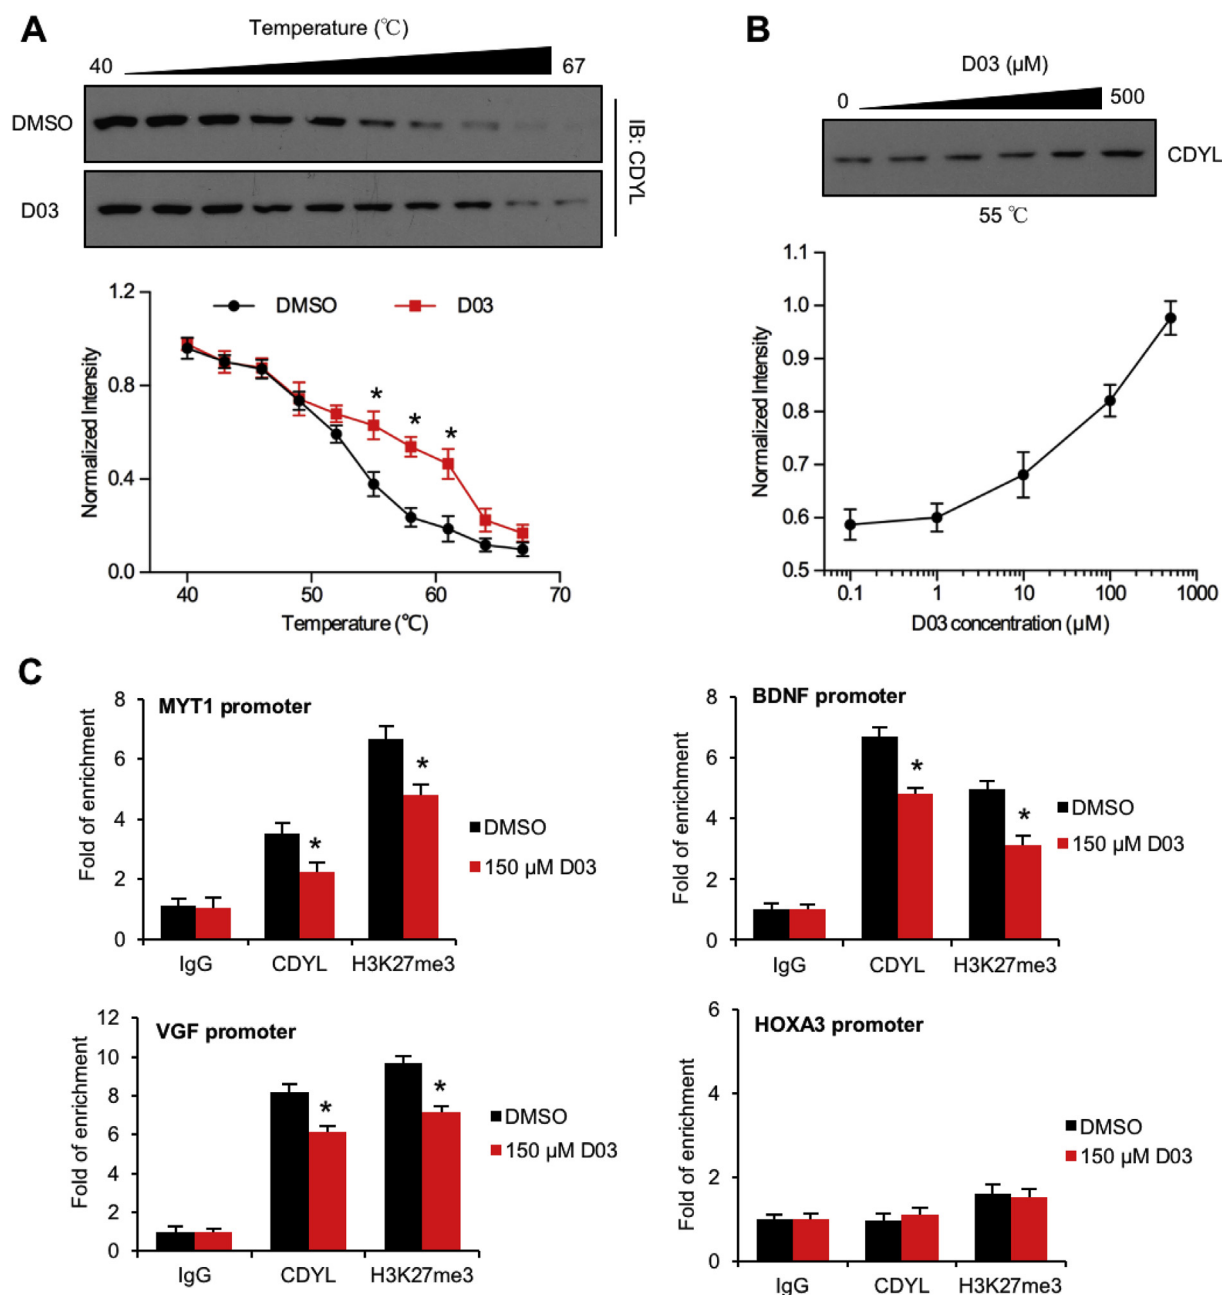 A
Temperature (℃)
40
67
DMSO
D03
IB: CDYL
DMSO
D03
1.2
0.8
0.4
0.0
Normalized Intensity
*
*
*
40
50
60
70
Temperature (℃)
B
D03 (µM)
0
500
CDYL
55 ℃
1.1
1.0
0.9
0.8
0.7
0.6
0.5
Normalized Intensity
0.1
1
10
100
1000
D03 concentration (µM)
C
MYT1 promoter
Fold of enrichment
8
6
4
2
0
*
*
DMSO
150 µM D03
IgG
CDYL
H3K27me3
BDNF promoter
Fold of enrichment
8
6
4
2
0
*
*
DMSO
150 µM D03
IgG
CDYL
H3K27me3
VGF promoter
Fold of enrichment
12
10
8
6
4
2
0
*
*
DMSO
150 µM D03
IgG
CDYL
H3K27me3
HOXA3 promoter
Fold of enrichment
6
4
2
0
DMSO
150 µM D03
IgG
CDYL
H3K27me3